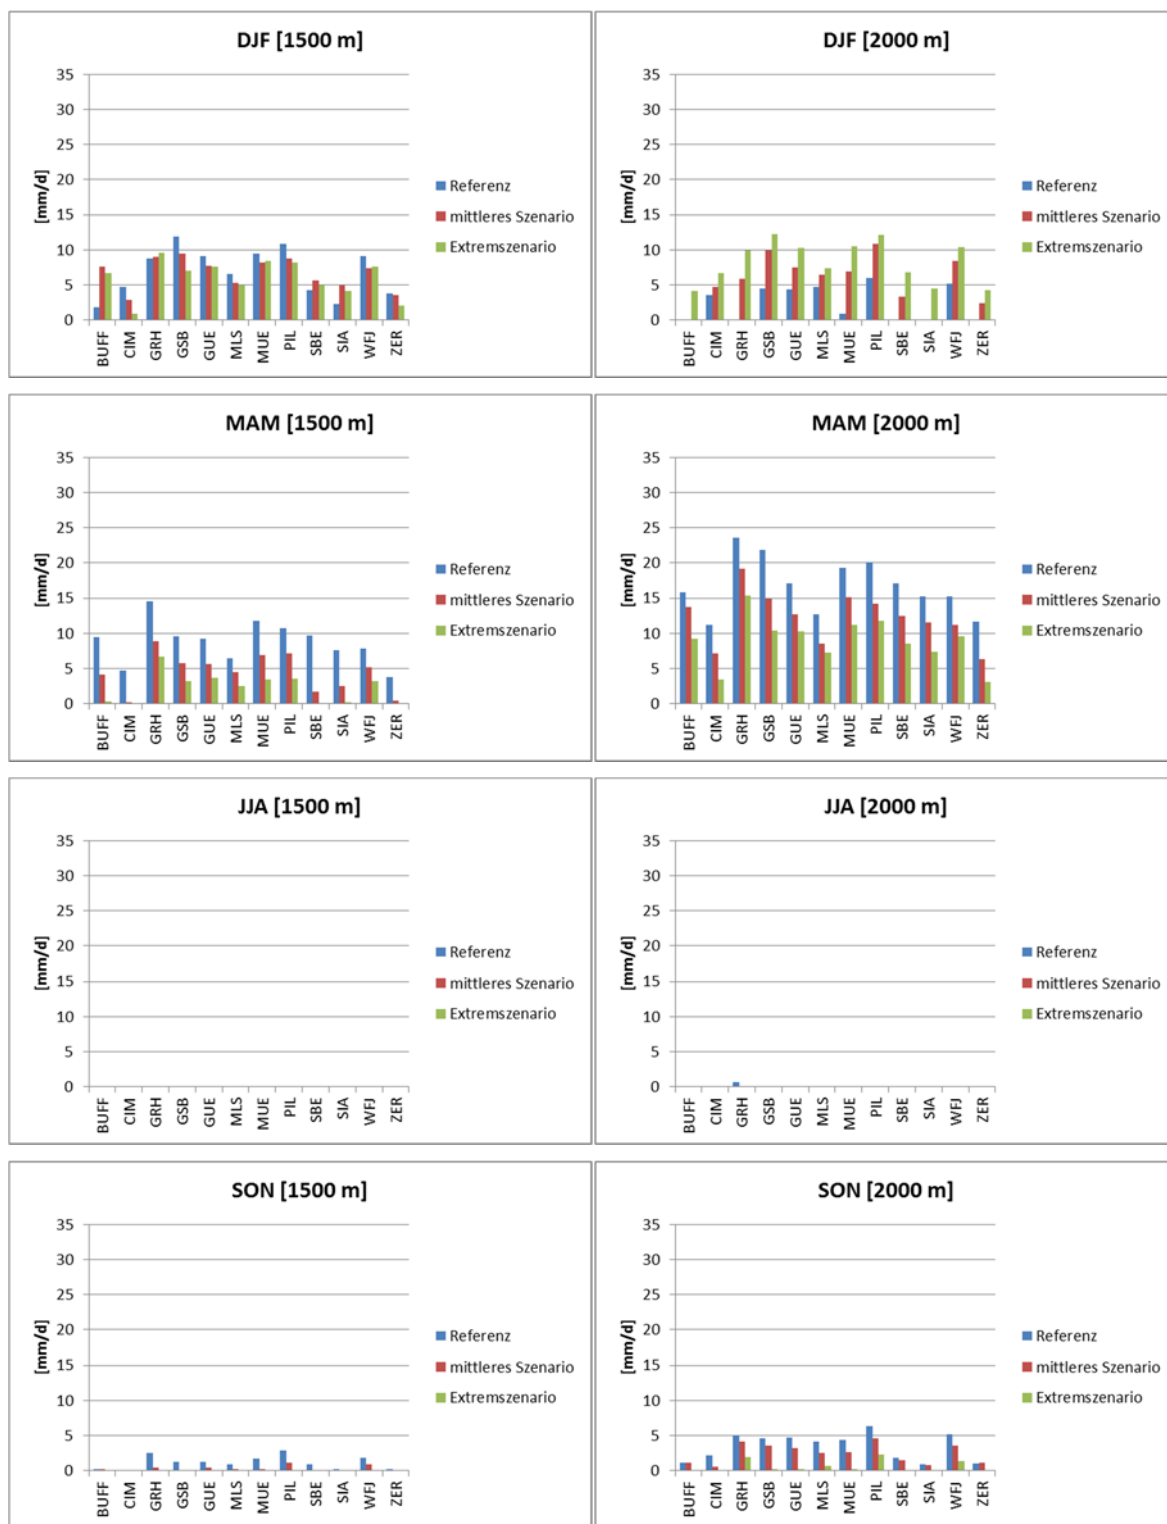 DJF [1500 m]
35
30
25
20
15
10
5
0
[mm/d]
BUFF
CIM
GRH
GSB
GUE
MLS
MUE
PIL
SBE
SIA
WFJ
ZER
Referenz
mittleres Szenario
Extremszenario
DJF [2000 m]
35
30
25
20
15
10
5
0
[mm/d]
BUFF
CIM
GRH
GSB
GUE
MLS
MUE
PIL
SBE
SIA
WFJ
ZER
Referenz
mittleres Szenario
Extremszenario
MAM [1500 m]
35
30
25
20
15
10
5
0
[mm/d]
BUFF
CIM
GRH
GSB
GUE
MLS
MUE
PIL
SBE
SIA
WFJ
ZER
Referenz
mittleres Szenario
Extremszenario
MAM [2000 m]
35
30
25
20
15
10
5
0
[mm/d]
BUFF
CIM
GRH
GSB
GUE
MLS
MUE
PIL
SBE
SIA
WFJ
ZER
Referenz
mittleres Szenario
Extremszenario
JJA [1500 m]
35
30
25
20
15
10
5
0
[mm/d]
BUFF
CIM
GRH
GSB
GUE
MLS
MUE
PIL
SBE
SIA
WFJ
ZER
Referenz
mittleres Szenario
Extremszenario
JJA [2000 m]
35
30
25
20
15
10
5
0
[mm/d]
BUFF
CIM
GRH
GSB
GUE
MLS
MUE
PIL
SBE
SIA
WFJ
ZER
Referenz
mittleres Szenario
Extremszenario
SON [1500 m]
35
30
25
20
15
10
5
0
[mm/d]
BUFF
CIM
GRH
GSB
GUE
MLS
MUE
PIL
SBE
SIA
WFJ
ZER
Referenz
mittleres Szenario
Extremszenario
SON [2000 m]
35
30
25
20
15
10
5
0
[mm/d]
BUFF
CIM
GRH
GSB
GUE
MLS
MUE
PIL
SBE
SIA
WFJ
ZER
Referenz
mittleres Szenario
Extremszenario